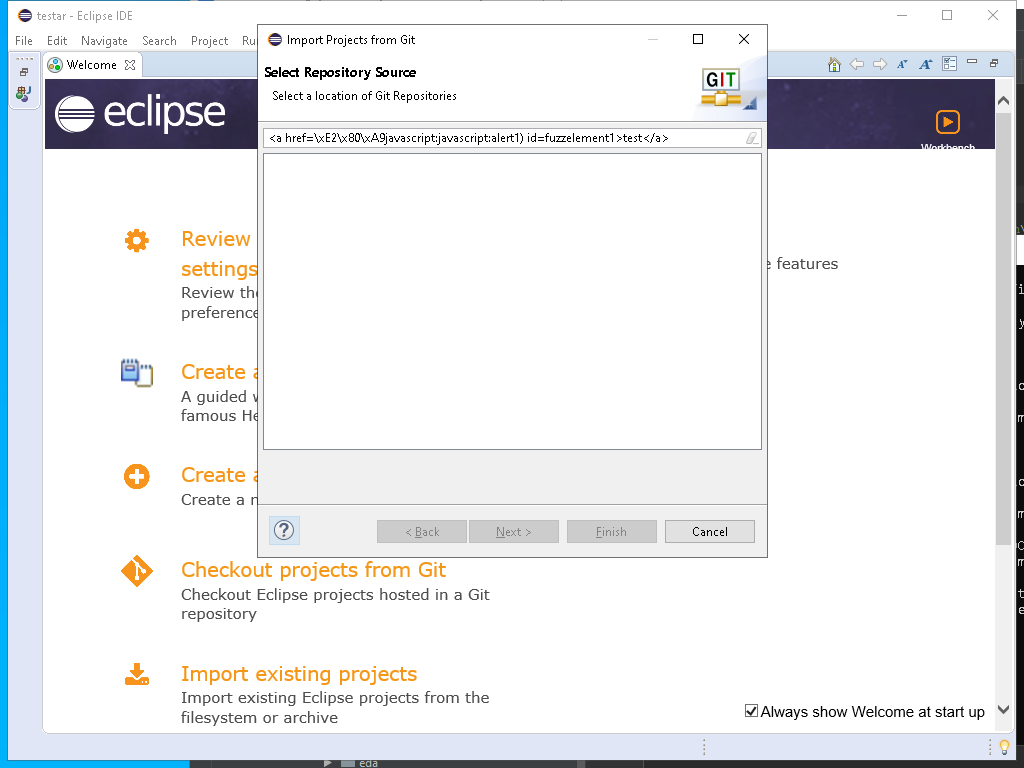 testar - Eclipse IDE
File Edit Navigate Search Project
Welcome
eclipse
Workbench
Import Projects from Git
Select Repository Source
Select a location of Git Repositories
GIT
<a href=\xE2\x80\xA9javascript:javascript:alert1) id=fuzzelement1>test</a>
< Back Next > Finish Cancel
Review
settings
Review the
preference
features
Create a
A guided
famous
Create a
Create a
Checkout projects from Git
Checkout Eclipse projects hosted in a Git
repository
Import existing projects
Import existing Eclipse projects from the
filesystem or archive
Always show Welcome at start up
eda